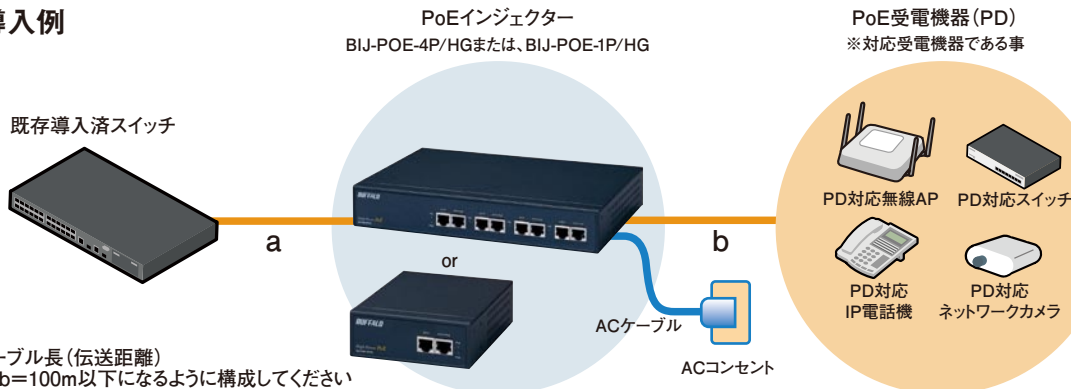 導入例
PoEインジェクター
BIJ-POE-4P/HGまたは、BIJ-POE-1P/HG
PoE受電機器(PD)
※対応受電機器である事
既存導入済スイッチ
BUFFALO
a
b
or
BUFFALO
ACケーブル
ACコンセント
PD対応無線AP
PD対応スイッチ
PD対応
IP電話機
PD対応
ネットワークカメラ
ーブル長(伝送距離)
b=100m以下になるように構成してください